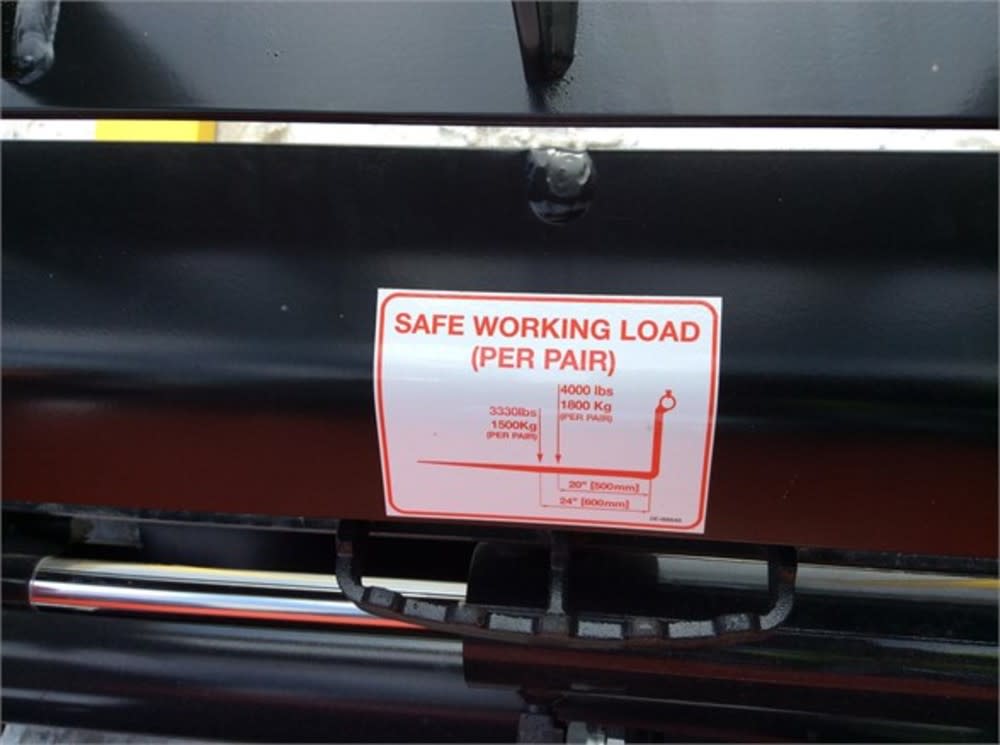 SAFE WORKING LOAD
(PER PAIR)
4000 lbs
1800 Kg
(PER PAIR)
3330lbs
1500Kg
(PER PAIR)
20" [500mm]
24" [600mm]